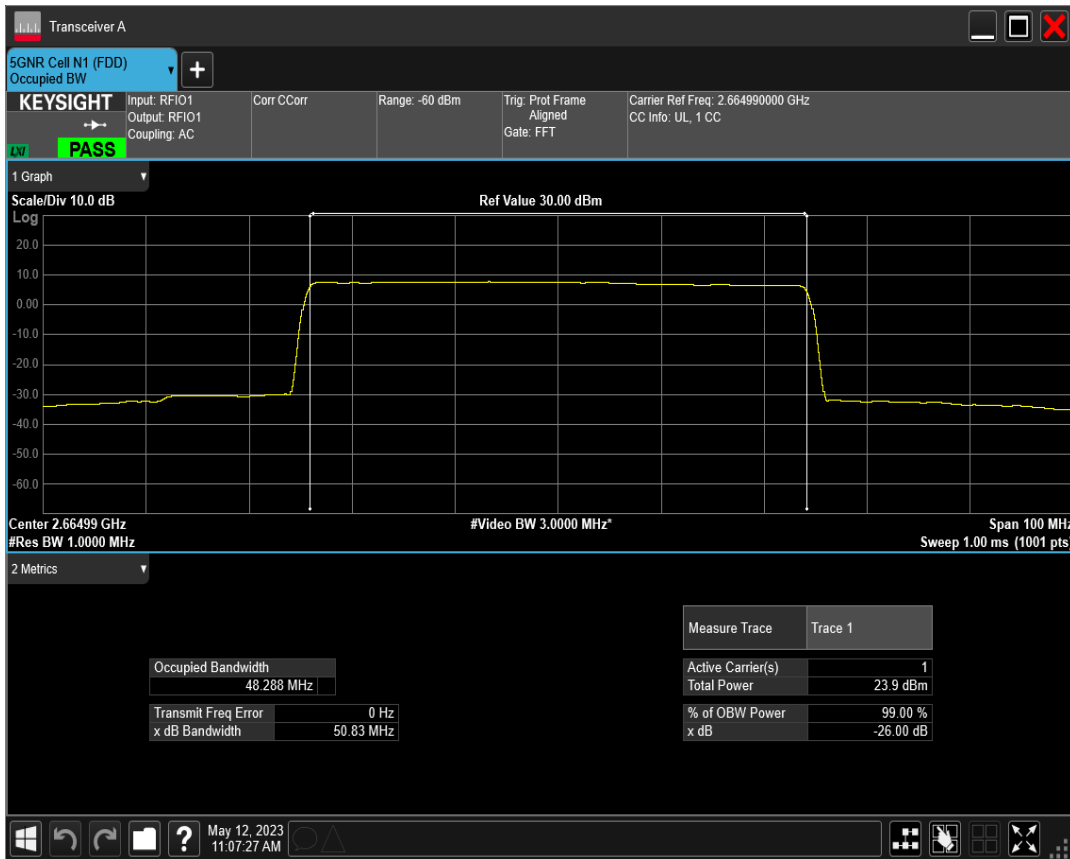 Transceiver A
5GNR Cell N1 (FDD)
Occupied BW
+
KEYSIGHT
LXI
PASS
Input: RFIO1
Output: RFIO1
Coupling: AC
Corr CCorr
Range: -60 dBm
Trig: Prot Frame
Aligned
Gate: FFT
Carrier Ref Freq: 2.664990000 GHz
CC Info: UL, 1 CC
1 Graph
Scale/Div 10.0 dB
Ref Value 30.00 dBm
Log
20.0
10.0
0.00
-10.0
-20.0
-30.0
-40.0
-50.0
-60.0
Center 2.66499 GHz
#Video BW 3.0000 MHz*
Span 100 MHz
#Res BW 1.0000 MHz
Sweep 1.00 ms (1001 pts)
2 Metrics
Measure Trace Trace 1
Occupied Bandwidth
48.288 MHz
Active Carrier(s) 1
Total Power 23.9 dBm
Transmit Freq Error 0 Hz
x dB Bandwidth 50.83 MHz
% of OBW Power 99.00 %
x dB -26.00 dB
?
May 12, 2023
11:07:27 AM